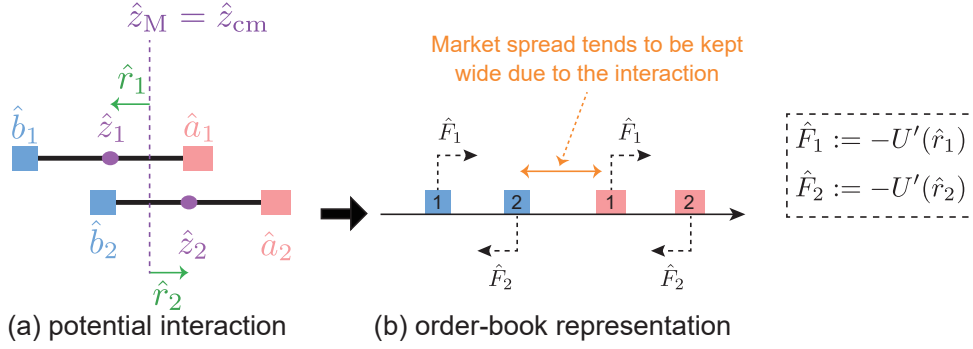 ẑ_M = ẑ_cm
r̂_1
b̂_1
ẑ_1
â_1
b̂_2
ẑ_2
â_2
r̂_2
(a) potential interaction
Market spread tends to be kept
wide due to the interaction
F̂_1
F̂_1
1
2
1
2
F̂_2
F̂_2
(b) order-book representation
F̂_1 := −U′(r̂_1)
F̂_2 := −U′(r̂_2)